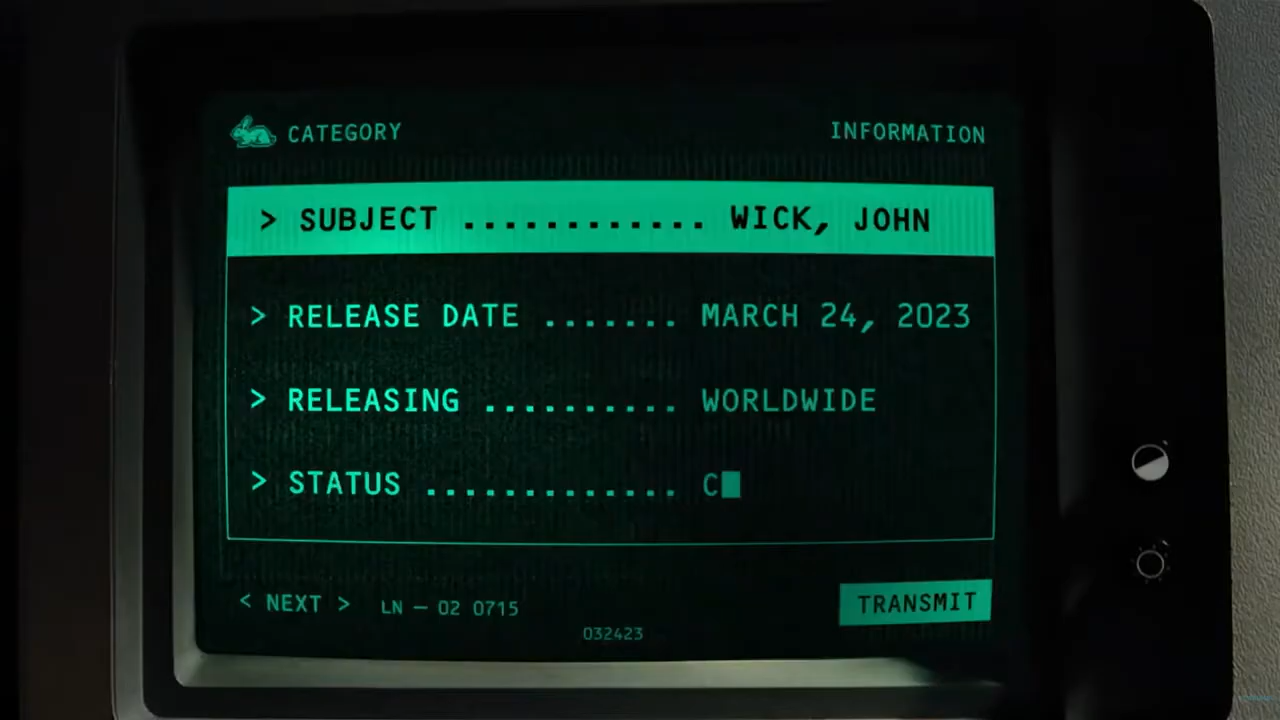 CATEGORY INFORMATION
> SUBJECT ............ WICK, JOHN
> RELEASE DATE ....... MARCH 24, 2023
> RELEASING .......... WORLDWIDE
> STATUS ............. C
< NEXT > LN — 02 0715 TRANSMIT
032423